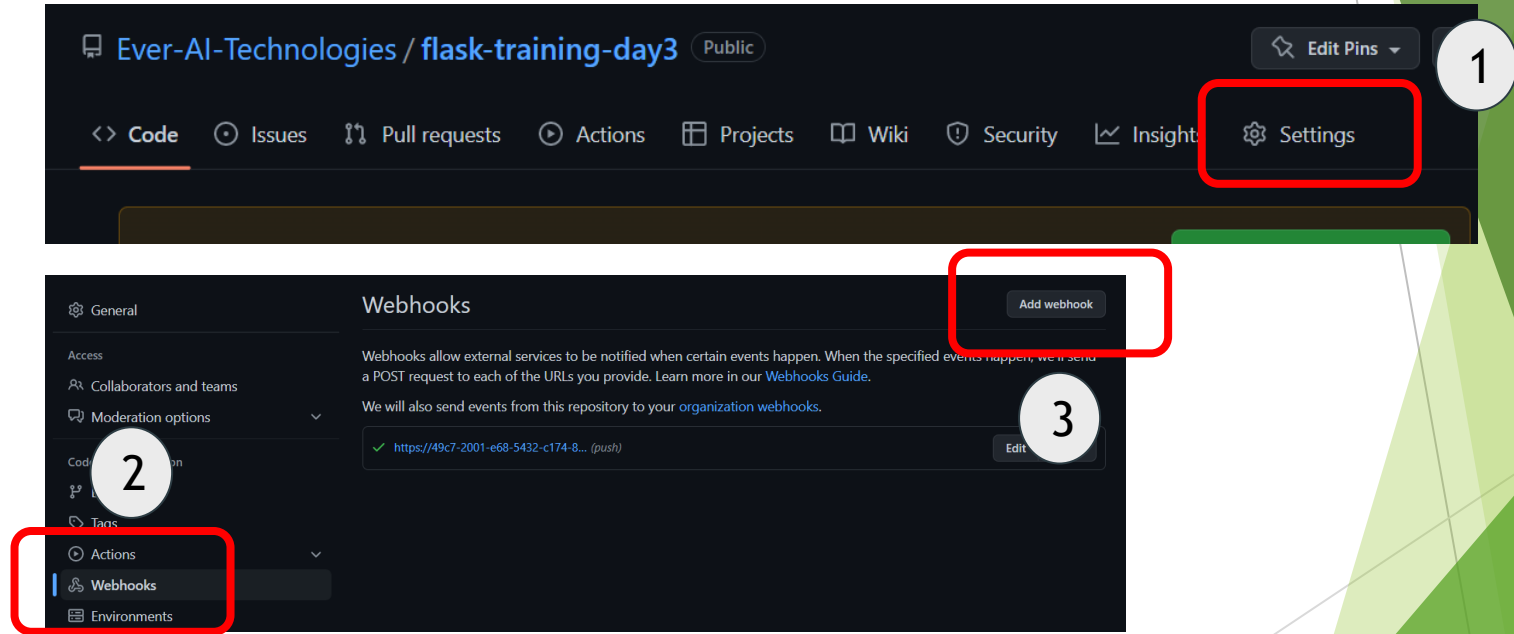 Ever-AI-Technologies / flask-training-day3 Public
Edit Pins
1
Code Issues Pull requests Actions Projects Wiki Security Insights Settings
General
Access
Collaborators and teams
Moderation options
2
Tags
Actions
Webhooks
Environments
Webhooks
Add webhook
Webhooks allow external services to be notified when certain events happen. When the specified events happen, we'll send
a POST request to each of the URLs you provide. Learn more in our Webhooks Guide.
We will also send events from this repository to your organization webhooks.
3
https://49c7-2001-e68-5432-c174-8... (push)
Edit